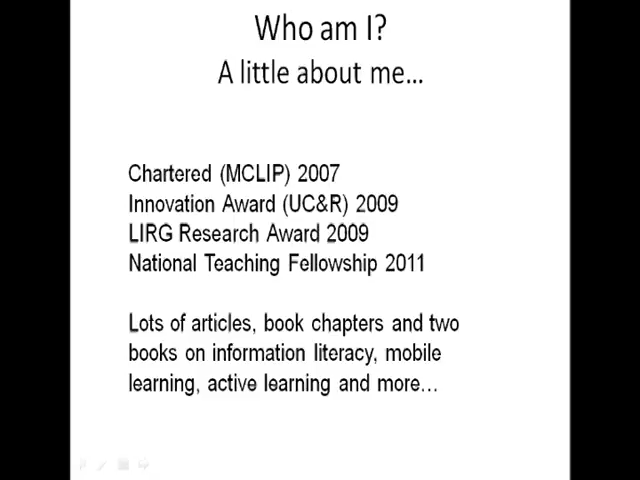 Who am I?
A little about me…
Chartered (MCLIP) 2007
Innovation Award (UC&R) 2009
LIRG Research Award 2009
National Teaching Fellowship 2011
Lots of articles, book chapters and two
books on information literacy, mobile
learning, active learning and more…